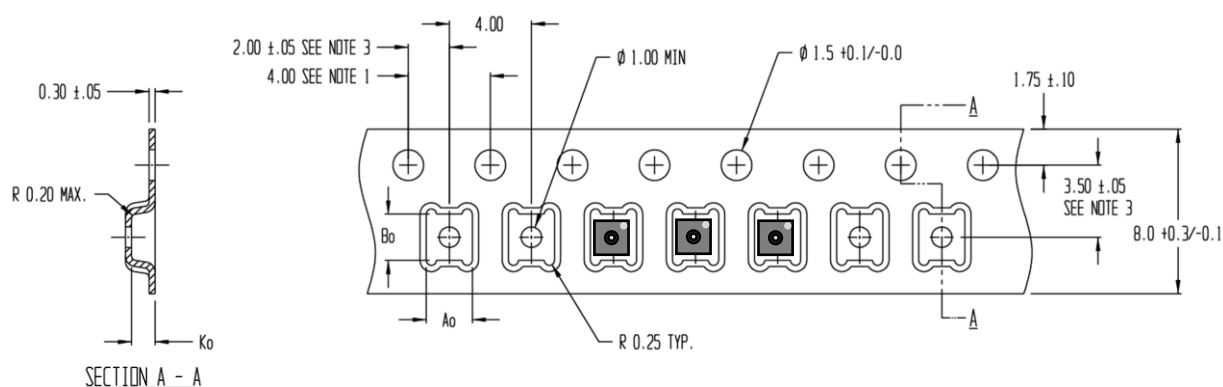 4.00
2.00 ±.05 SEE NOTE 3
4.00 SEE NOTE 1
0.30 ±.05
Ø 1.00 MIN
Ø 1.5 +0.1/-0.0
1.75 ±.10
A
R 0.20 MAX.
Bo
3.50 ±.05
SEE NOTE 3
8.0 +0.3/-0.1
Ao
A
Ko
R 0.25 TYP.
SECTION A - A